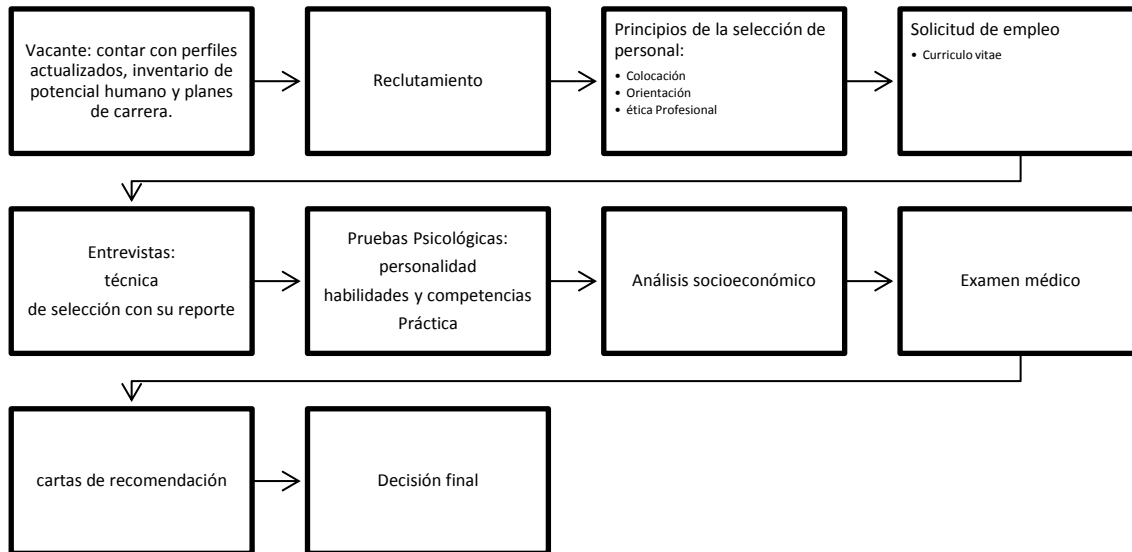 Vacante: contar con perfiles
actualizados, inventario de
potencial humano y planes
de carrera.
Reclutamiento
Principios de la selección de
personal:
• Colocación
• Orientación
• ética Profesional
Solicitud de empleo
• Curriculo vitae
Entrevistas:
técnica
de selección con su reporte
Pruebas Psicológicas:
personalidad
habilidades y competencias
Práctica
Análisis socioeconómico
Examen médico
cartas de recomendación
Decisión final